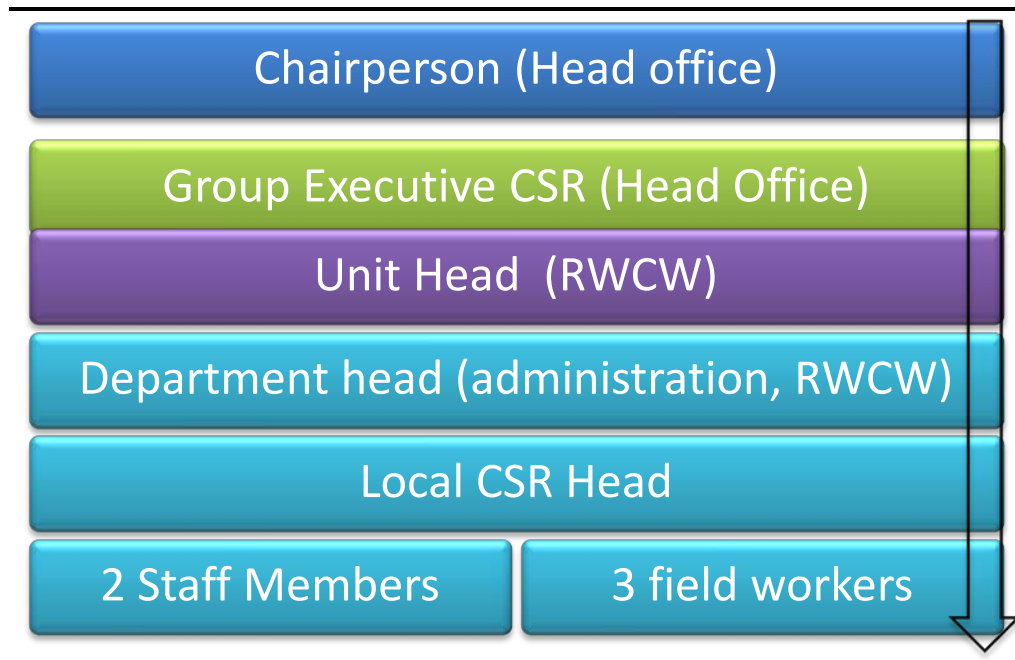 Chairperson (Head office)
Group Executive CSR (Head Office)
Unit Head  (RWCW)
Department head (administration, RWCW)
Local CSR Head
2 Staff Members
3 field workers